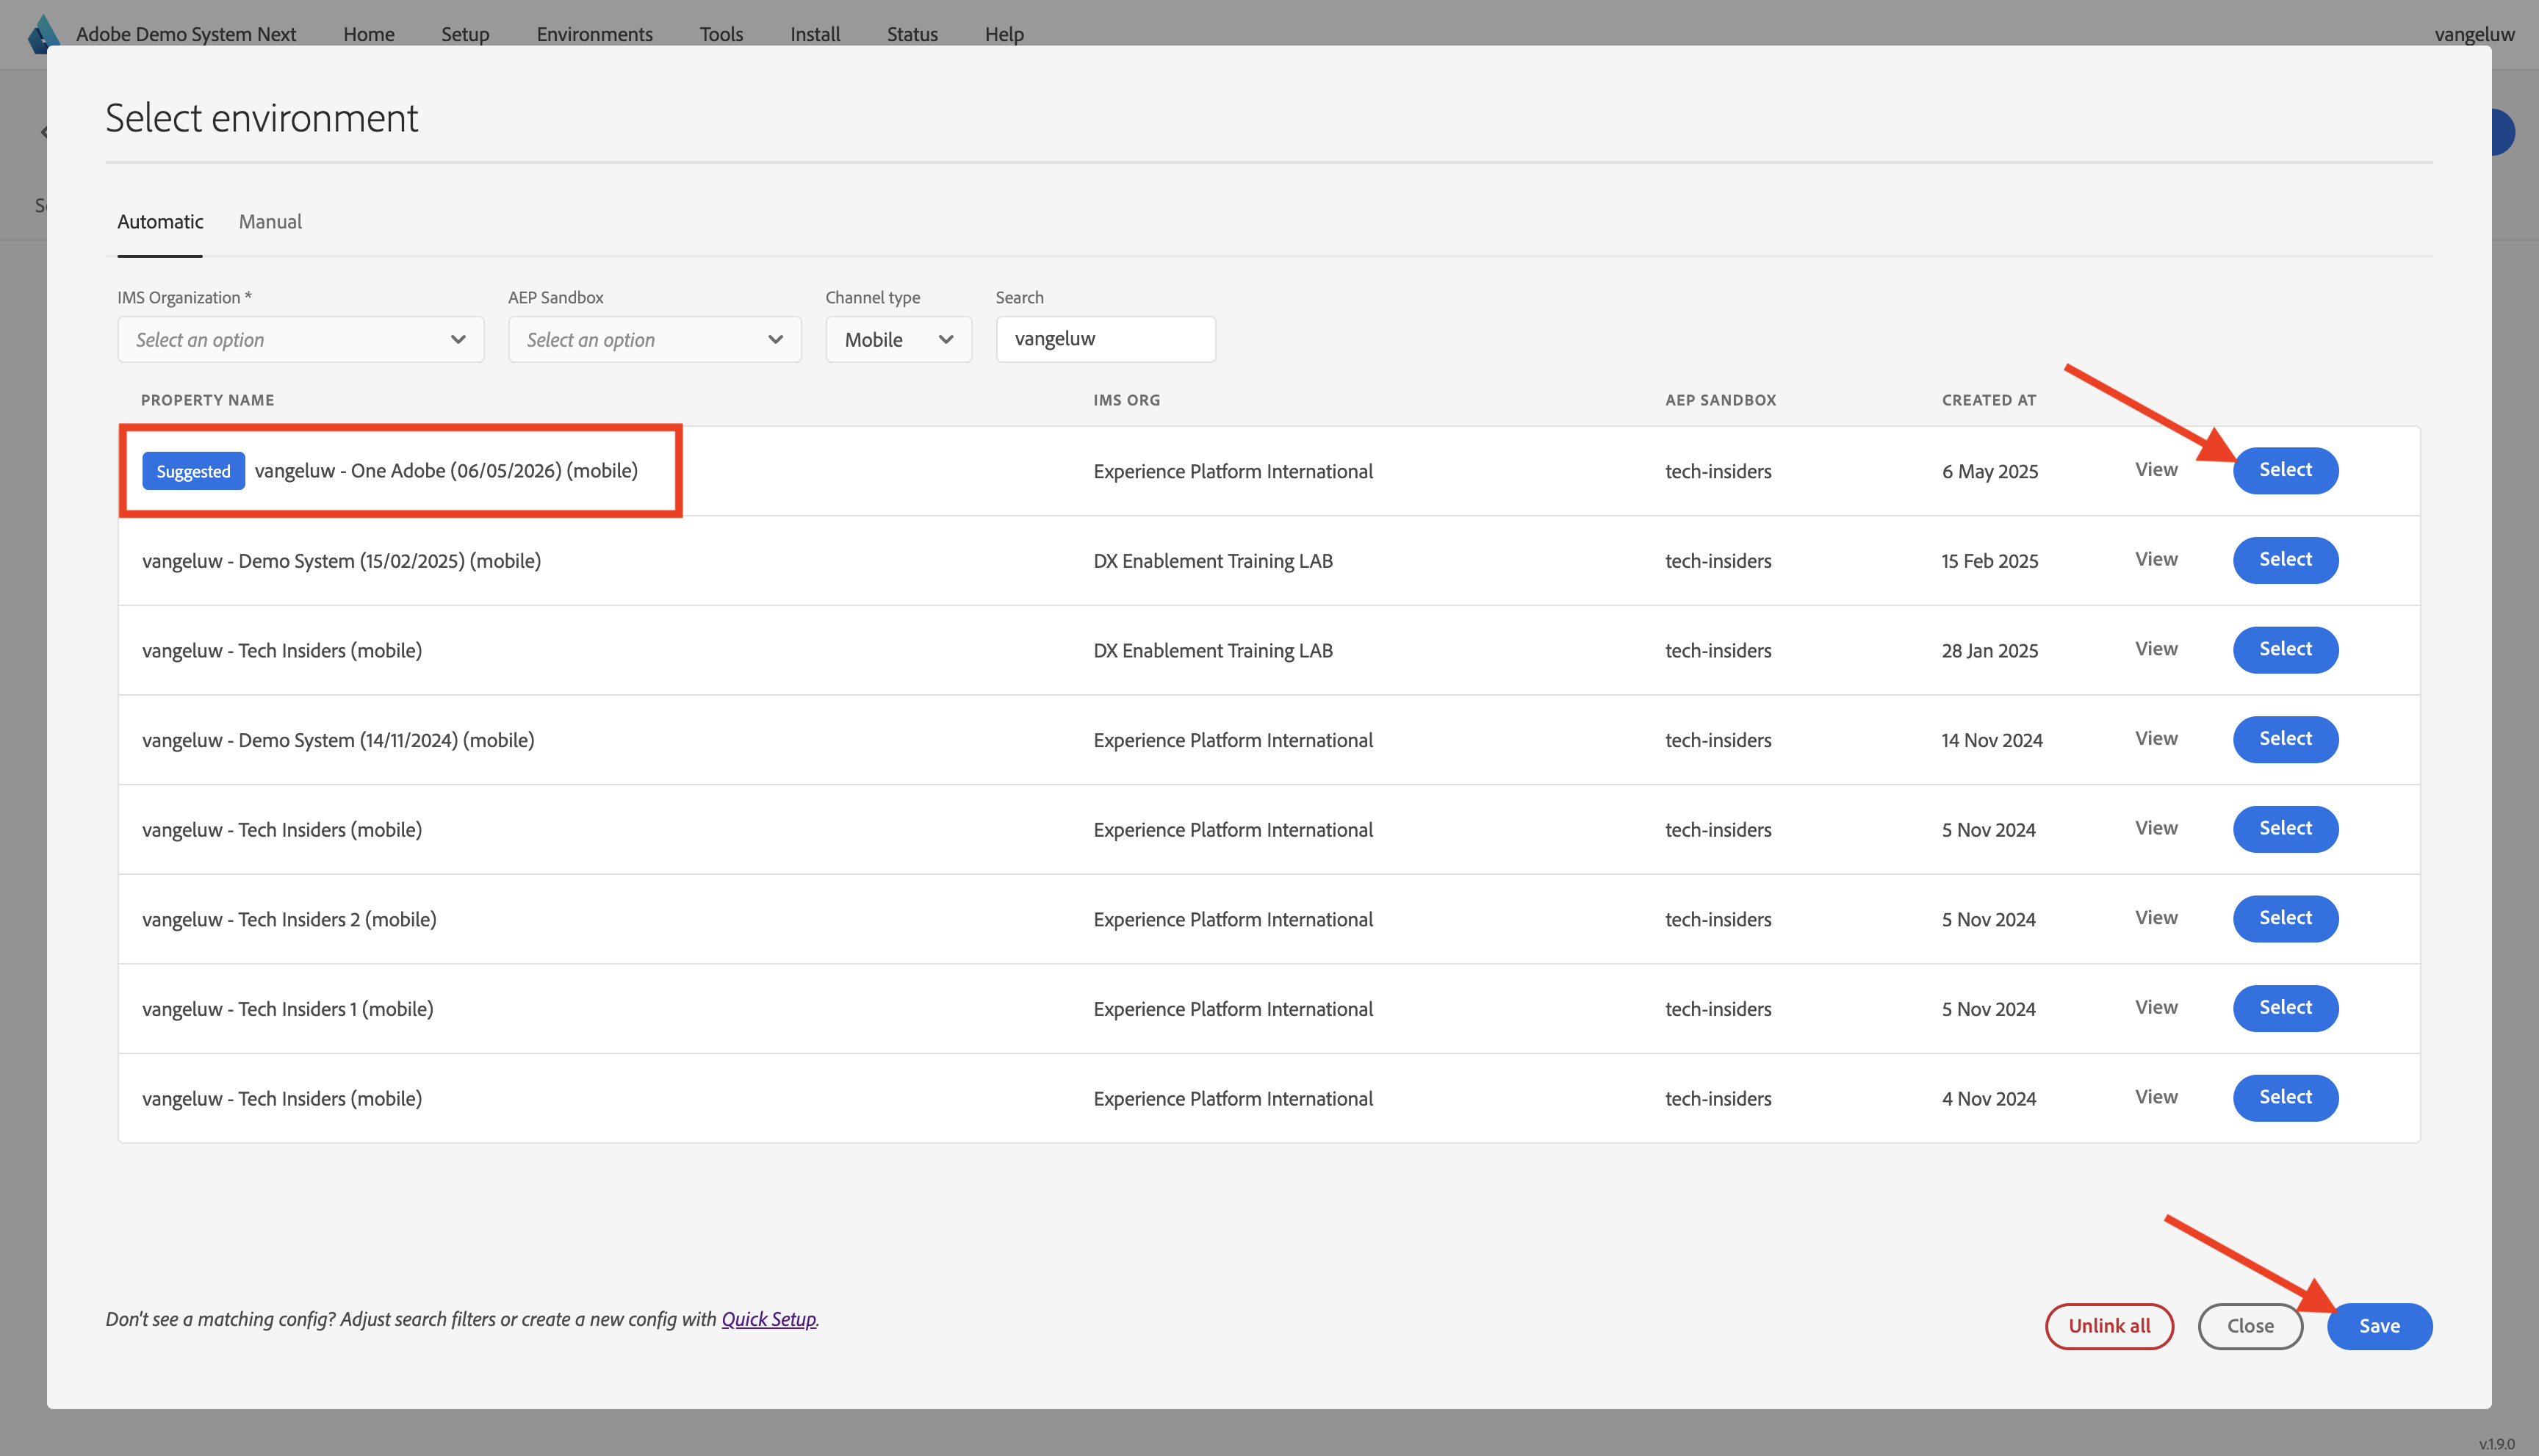 Adobe Demo System Next Home Setup Environments Tools Install Status Help vangeluw
Select environment
Automatic Manual
IMS Organization * AEP Sandbox Channel type Search
Select an option Select an option Mobile vangeluw
PROPERTY NAME IMS ORG AEP SANDBOX CREATED AT
Suggested vangeluw - One Adobe (06/05/2026) (mobile) Experience Platform International tech-insiders 6 May 2025 View Select
vangeluw - Demo System (15/02/2025) (mobile) DX Enablement Training LAB tech-insiders 15 Feb 2025 View Select
vangeluw - Tech Insiders (mobile) DX Enablement Training LAB tech-insiders 28 Jan 2025 View Select
vangeluw - Demo System (14/11/2024) (mobile) Experience Platform International tech-insiders 14 Nov 2024 View Select
vangeluw - Tech Insiders (mobile) Experience Platform International tech-insiders 5 Nov 2024 View Select
vangeluw - Tech Insiders 2 (mobile) Experience Platform International tech-insiders 5 Nov 2024 View Select
vangeluw - Tech Insiders 1 (mobile) Experience Platform International tech-insiders 5 Nov 2024 View Select
vangeluw - Tech Insiders (mobile) Experience Platform International tech-insiders 4 Nov 2024 View Select
Don't see a matching config? Adjust search filters or create a new config with Quick Setup.
Unlink all Close Save
v.1.9.0